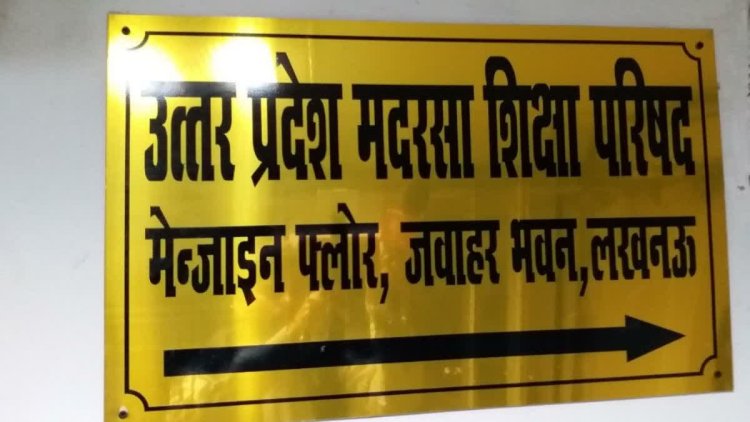 उत्तर प्रदेश मदरसा शिक्षा परिषद
मेन्जाइन फ्लोर, जवाहर भवन,लखनऊ